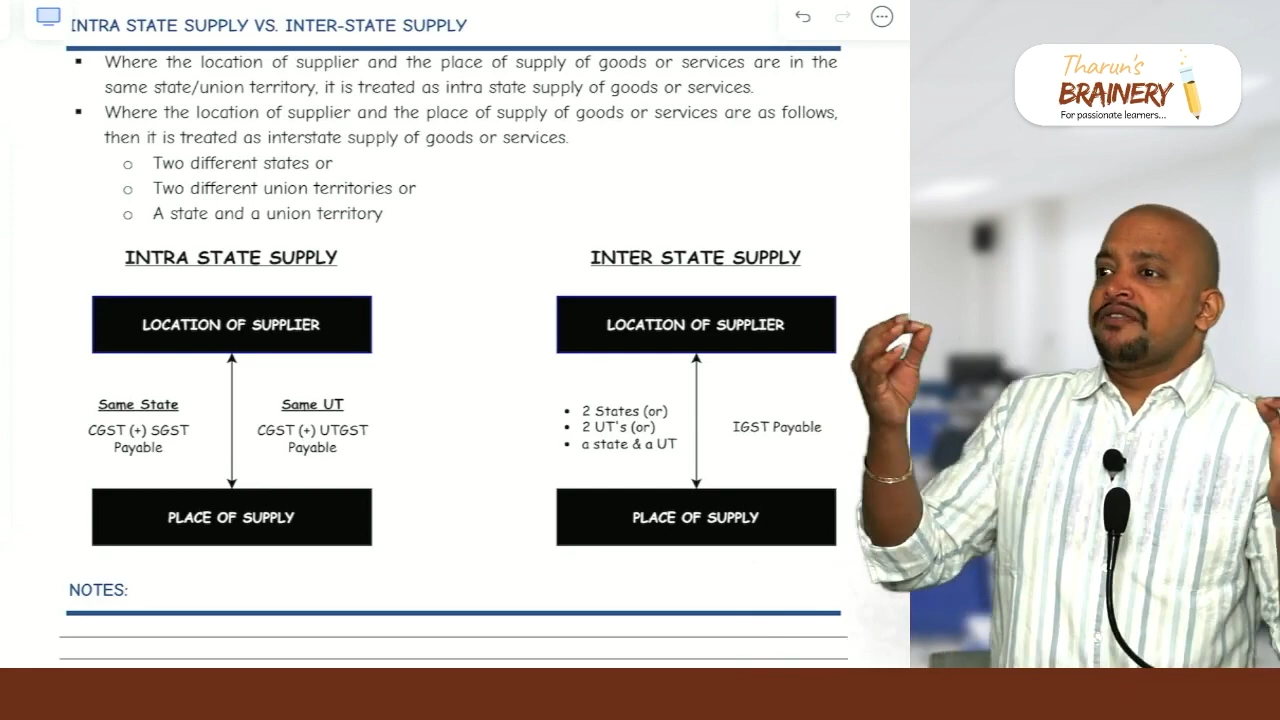 INTRA STATE SUPPLY VS. INTER-STATE SUPPLY
▪ Where the location of supplier and the place of supply of goods or services are in the
same state/union territory, it is treated as intra state supply of goods or services.
▪ Where the location of supplier and the place of supply of goods or services are as follows,
then it is treated as interstate supply of goods or services.
o Two different states or
o Two different union territories or
o A state and a union territory
INTRA STATE SUPPLY
LOCATION OF SUPPLIER
Same State
CGST (+) SGST
Payable
Same UT
CGST (+) UTGST
Payable
PLACE OF SUPPLY
INTER STATE SUPPLY
LOCATION OF SUPPLIER
• 2 States (or)
• 2 UT's (or)
• a state & a UT
IGST Payable
PLACE OF SUPPLY
NOTES:
Tharun's
BRAINERY
For passionate learners...